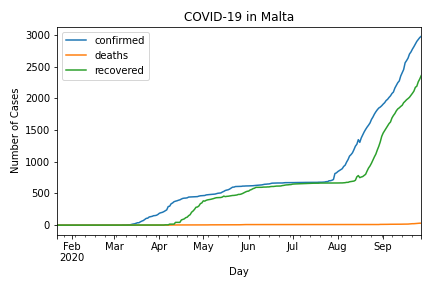 COVID-19 in Malta
confirmed
deaths
recovered
Number of Cases
3000
2500
2000
1500
1000
500
0
Feb Mar Apr May Jun Jul Aug Sep
2020
Day